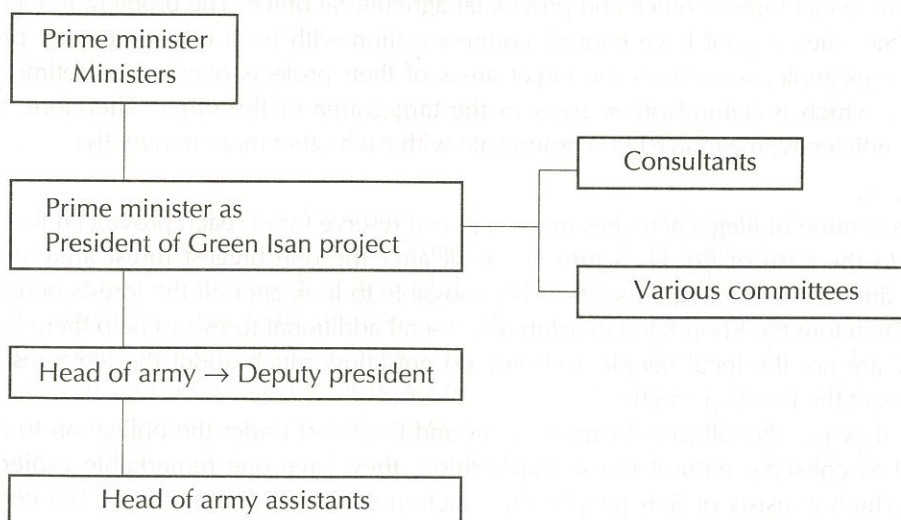 Prime minister
Ministers
Prime minister as
President of Green Isan project
Consultants
Various committees
Head of army – Deputy president
Head of army assistants